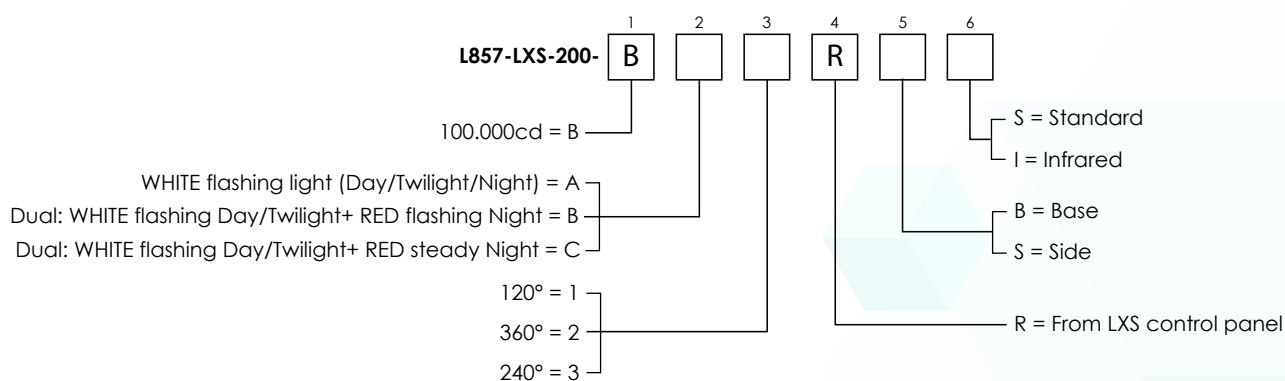 1 2 3 4 5 6
L857-LXS-200- B R
100.000cd = B
WHITE flashing light (Day/Twilight/Night) = A
Dual: WHITE flashing Day/Twilight+ RED flashing Night = B
Dual: WHITE flashing Day/Twilight+ RED steady Night = C
120° = 1
360° = 2
240° = 3
S = Standard
I = Infrared
B = Base
S = Side
R = From LXS control panel